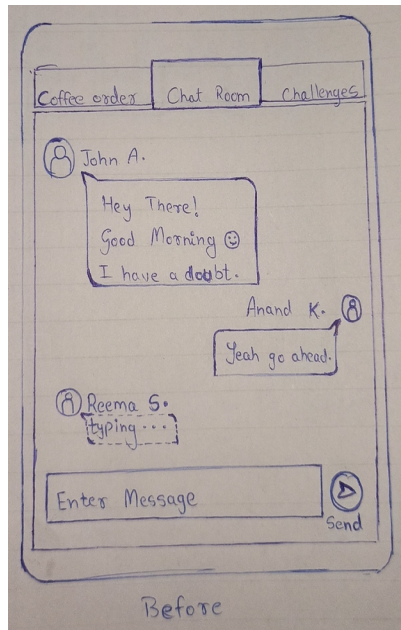 Coffee order Chat Room Challenges
John A.
Hey There!
Good Morning ☺
I have a doubt.
Anand K.
Yeah go ahead.
Reema S.
typing...
Enter Message
Send
Before